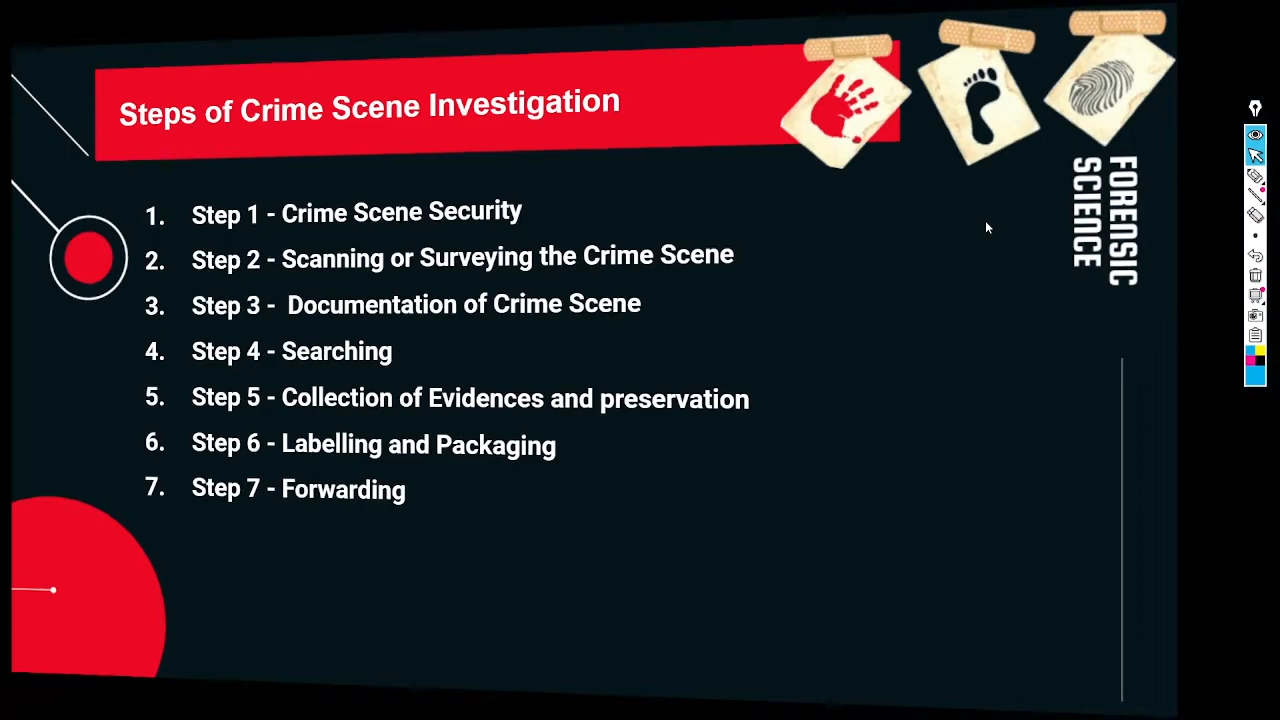 Steps of Crime Scene Investigation
FORENSIC
SCIENCE
1. Step 1 - Crime Scene Security
2. Step 2 - Scanning or Surveying the Crime Scene
3. Step 3 - Documentation of Crime Scene
4. Step 4 - Searching
5. Step 5 - Collection of Evidences and preservation
6. Step 6 - Labelling and Packaging
7. Step 7 - Forwarding